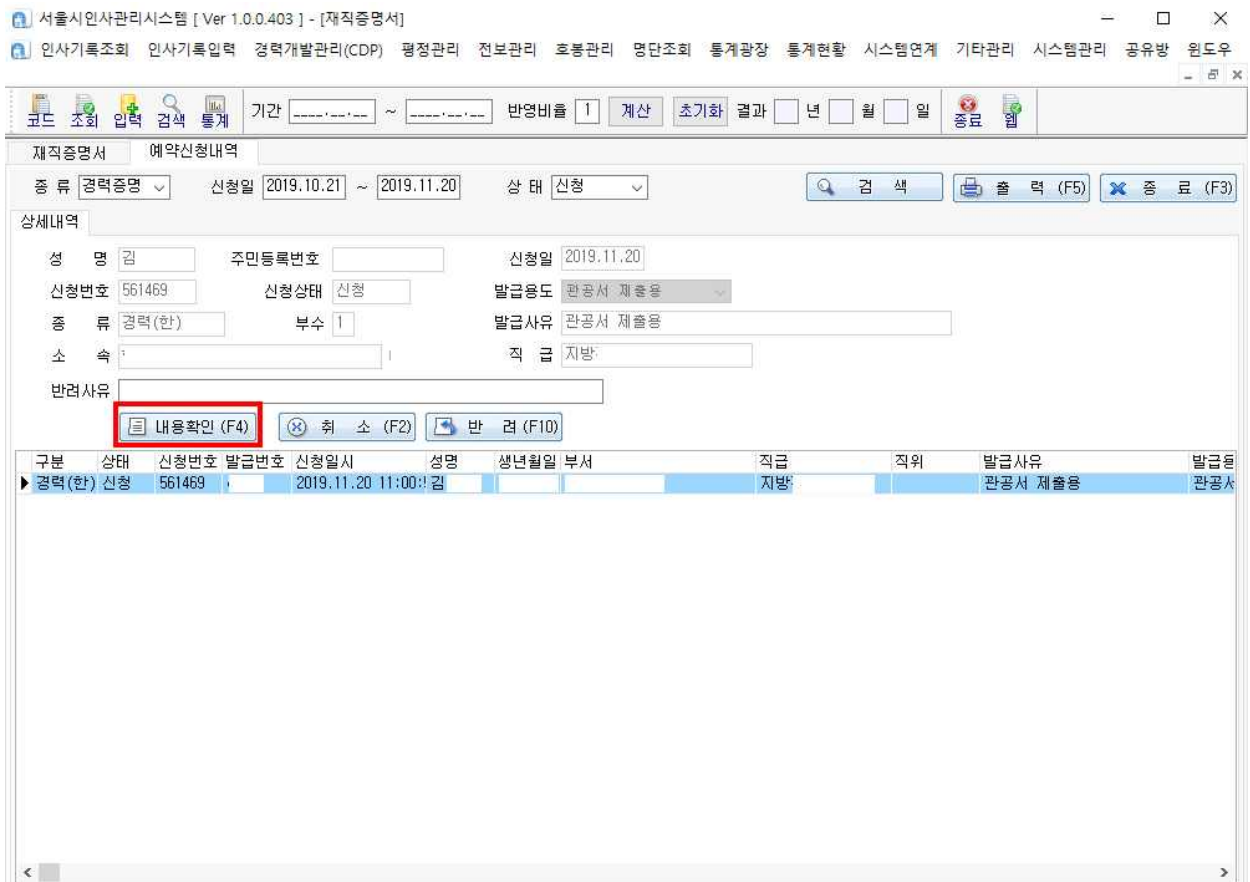 서울시인사관리시스템 [ Ver 1.0.0.403 ] - [재직증명서]
인사기록조회 인사기록입력 경력개발관리(CDP) 평정관리 전보관리 호봉관리 명단조회 통계광장 통계현황 시스템연계 기타관리 시스템관리 공유방 윈도우
코드 조회 입력 검색 통계 기간 ____.__.__ ~ ____.__.__ 반영비율 1 계산 초기화 결과 년 월 일 종료 웹
재직증명서 예약신청내역
종 류 경력증명 신청일 2019.10.21 ~ 2019.11.20 상 태 신청 검 색 출 력 (F5) 종 료 (F3)
상세내역
성 명 김 주민등록번호 신청일 2019.11.20
신청번호 561469 신청상태 신청 발급용도 관공서 제출용
종 류 경력(한) 부수 1 발급사유 관공서 제출용
소 속 직 급 지방
반려사유
내용확인 (F4) 취 소 (F2) 반 려 (F10)
구분 상태 신청번호 발급번호 신청일시 성명 생년월일 부서 직급 직위 발급사유 발급용
경력(한) 신청 561469 2019.11.20 11:00: 김 지방 관공서 제출용 관공서